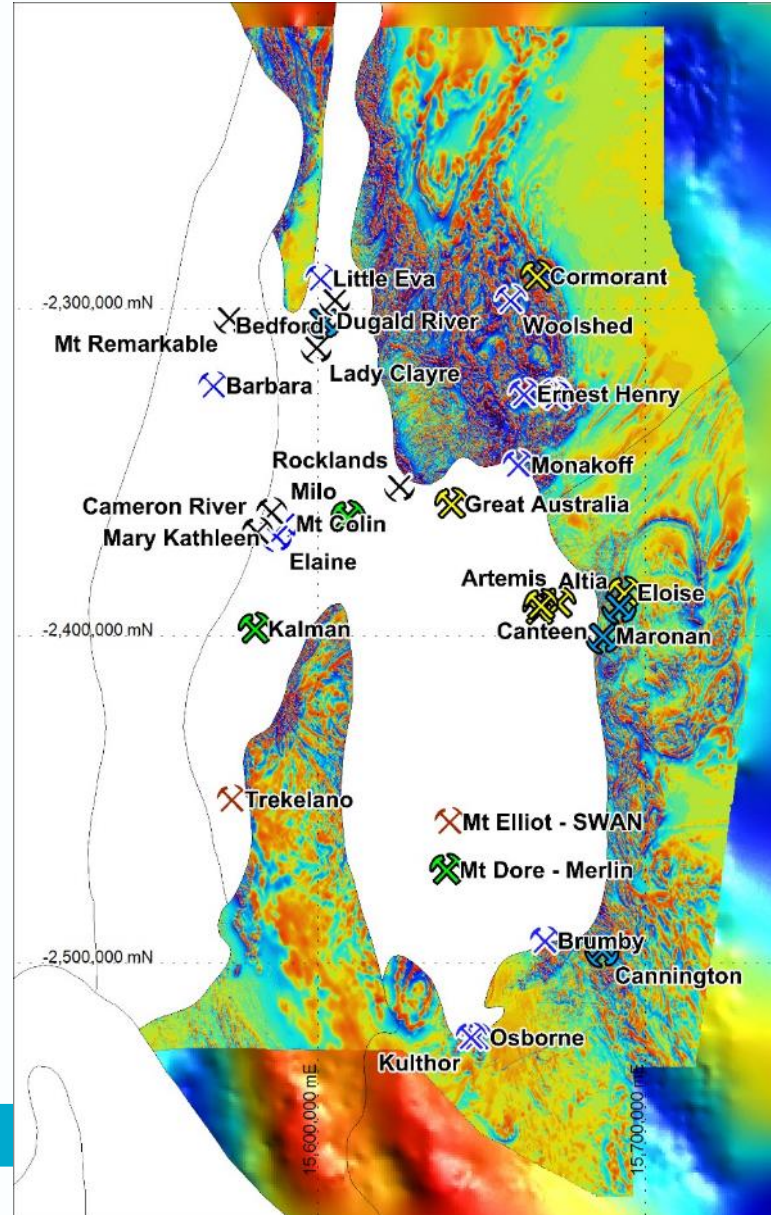 Little Eva
Cormorant
-2,300,000 mN
Woolshed
Bedford
Dugald River
Mt Remarkable
Lady Clayre
Barbara
Ernest Henry
Rocklands
Monakoff
Milo
Cameron River
Great Australia
Mt Colin
Mary Kathleen
Elaine
Artemis
Altia
Eloise
Kalman
-2,400,000 mN
Canteen
Maronan
Trekelano
Mt Elliot - SWAN
Mt Dore - Merlin
Brumby
-2,500,000 mN
Cannington
Osborne
Kulthor
15,600,000 mE
15,700,000 mE